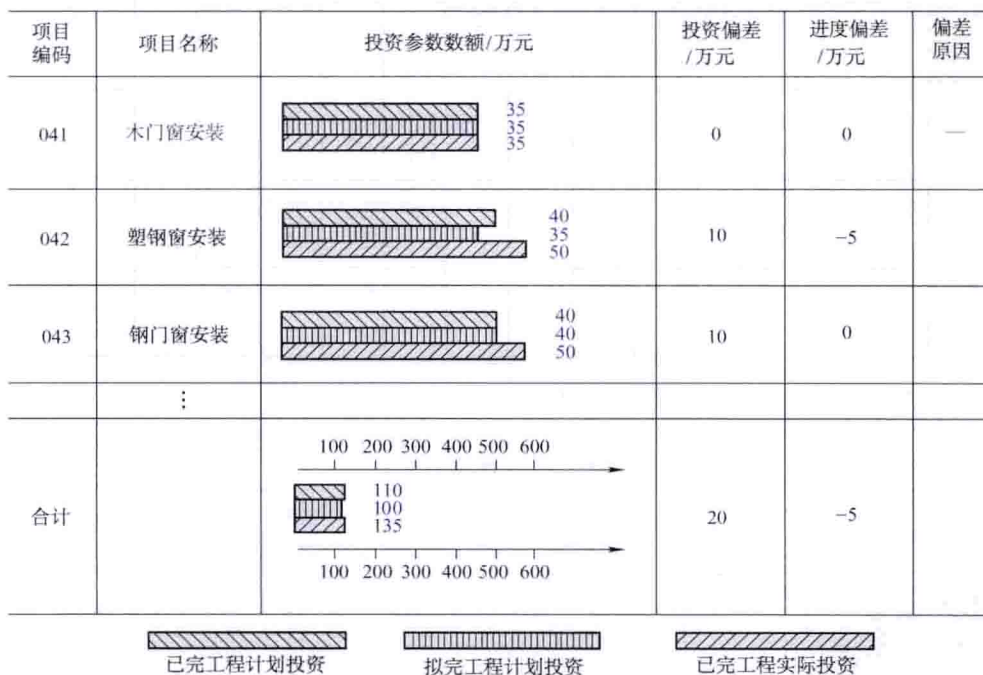 项目编码 项目名称 投资参数数额/万元 投资偏差/万元 进度偏差/万元 偏差原因
041 木门窗安装 35 0 0 —
35
35
042 塑钢窗安装 40 10 −5
35
50
043 钢门窗安装 40 10 0
40
50
⋮
100 200 300 400 500 600
合计 110 20 −5
100
135
100 200 300 400 500 600
已完工程计划投资 拟完工程计划投资 已完工程实际投资